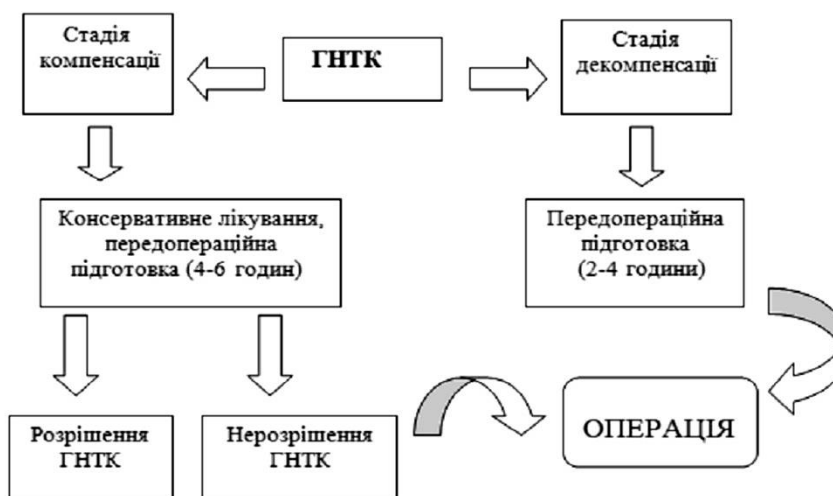 Стадія
компенсації
ГНТК
Стадія
декомпенсації
Консервативне лікування,
передопераційна
підготовка (4-6 годин)
Передопераційна
підготовка
(2-4 години)
Розрішення
ГНТК
Нерозрішення
ГНТК
ОПЕРАЦІЯ